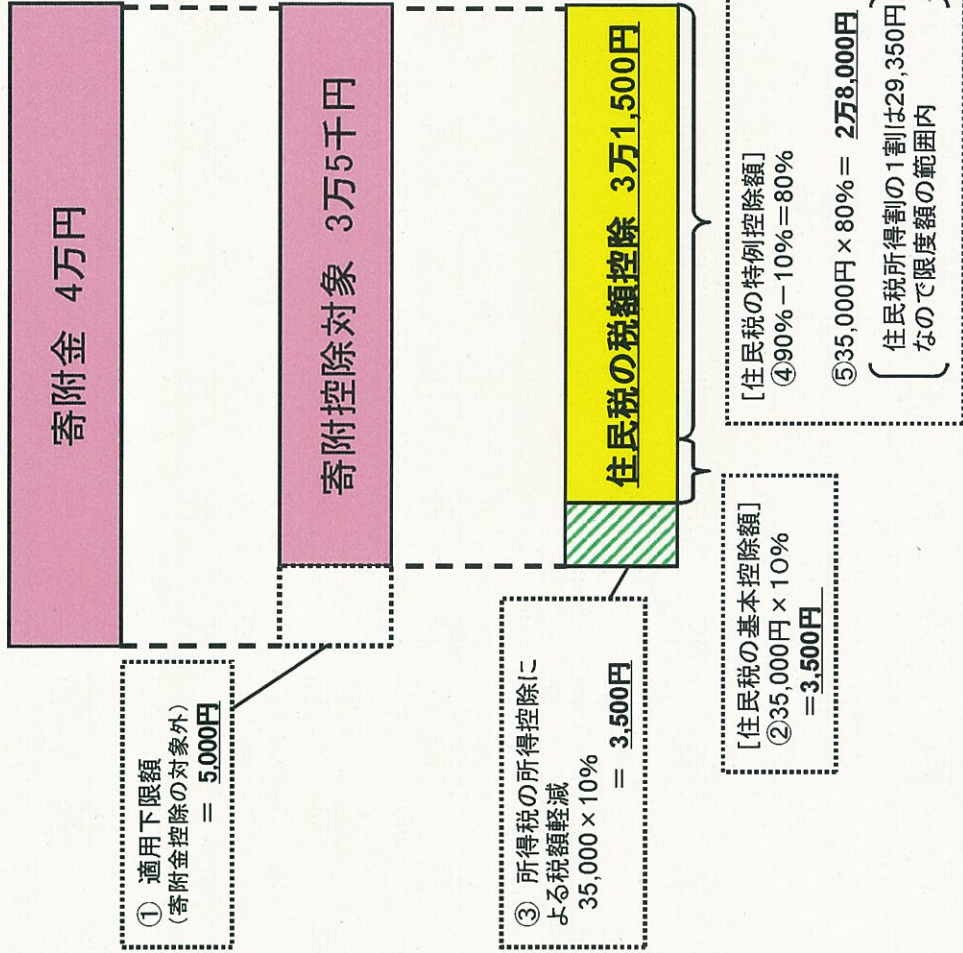 寄附金 4万円
① 適用下限額
（寄附金控除の対象外）
＝ 5,000円
寄附控除対象 3万5千円
③ 所得税の所得控除に
よる税額軽減
35,000×10%
＝ 3,500円
住民税の税額控除 3万1,500円
[住民税の基本控除額]
②35,000円×10%
＝3,500円
[住民税の特例控除額]
④90%－10%＝80%
⑤35,000円×80%＝ 2万8,000円
住民税所得割の1割は29,350円
なので限度額の範囲内